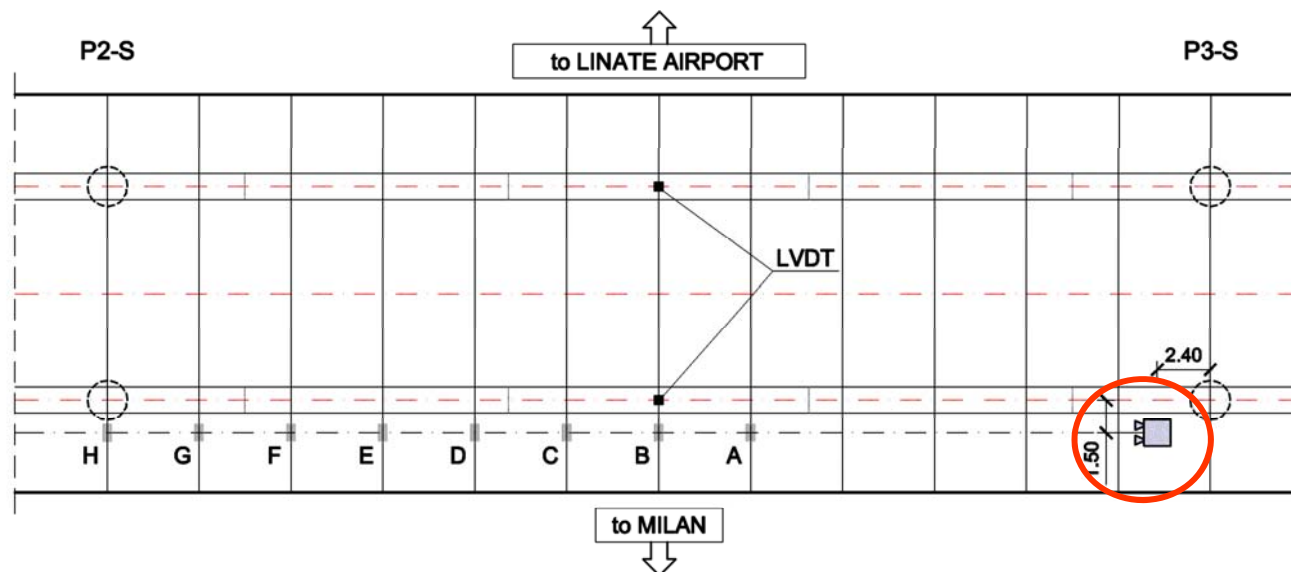 P2-S
to LINATE AIRPORT
P3-S
LVDT
2.40
1.50
H G F E D C B A
to MILAN